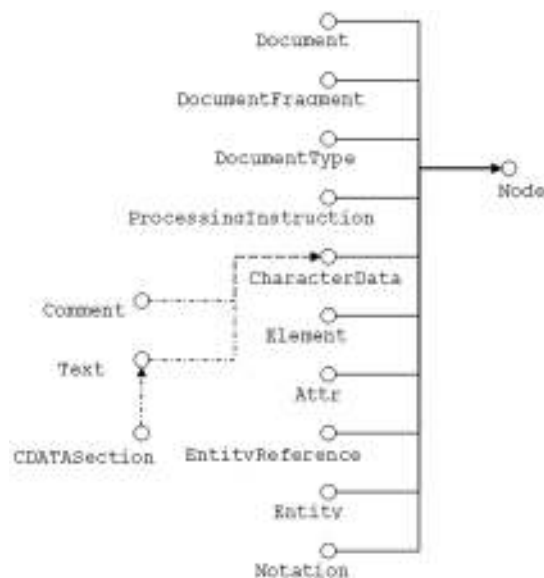 Document
DocumentFragment
DocumentType
Node
ProcessingInstruction
CharacterData
Comment
Element
Text
Attr
CDATASection
EntityReference
Entity
Notation